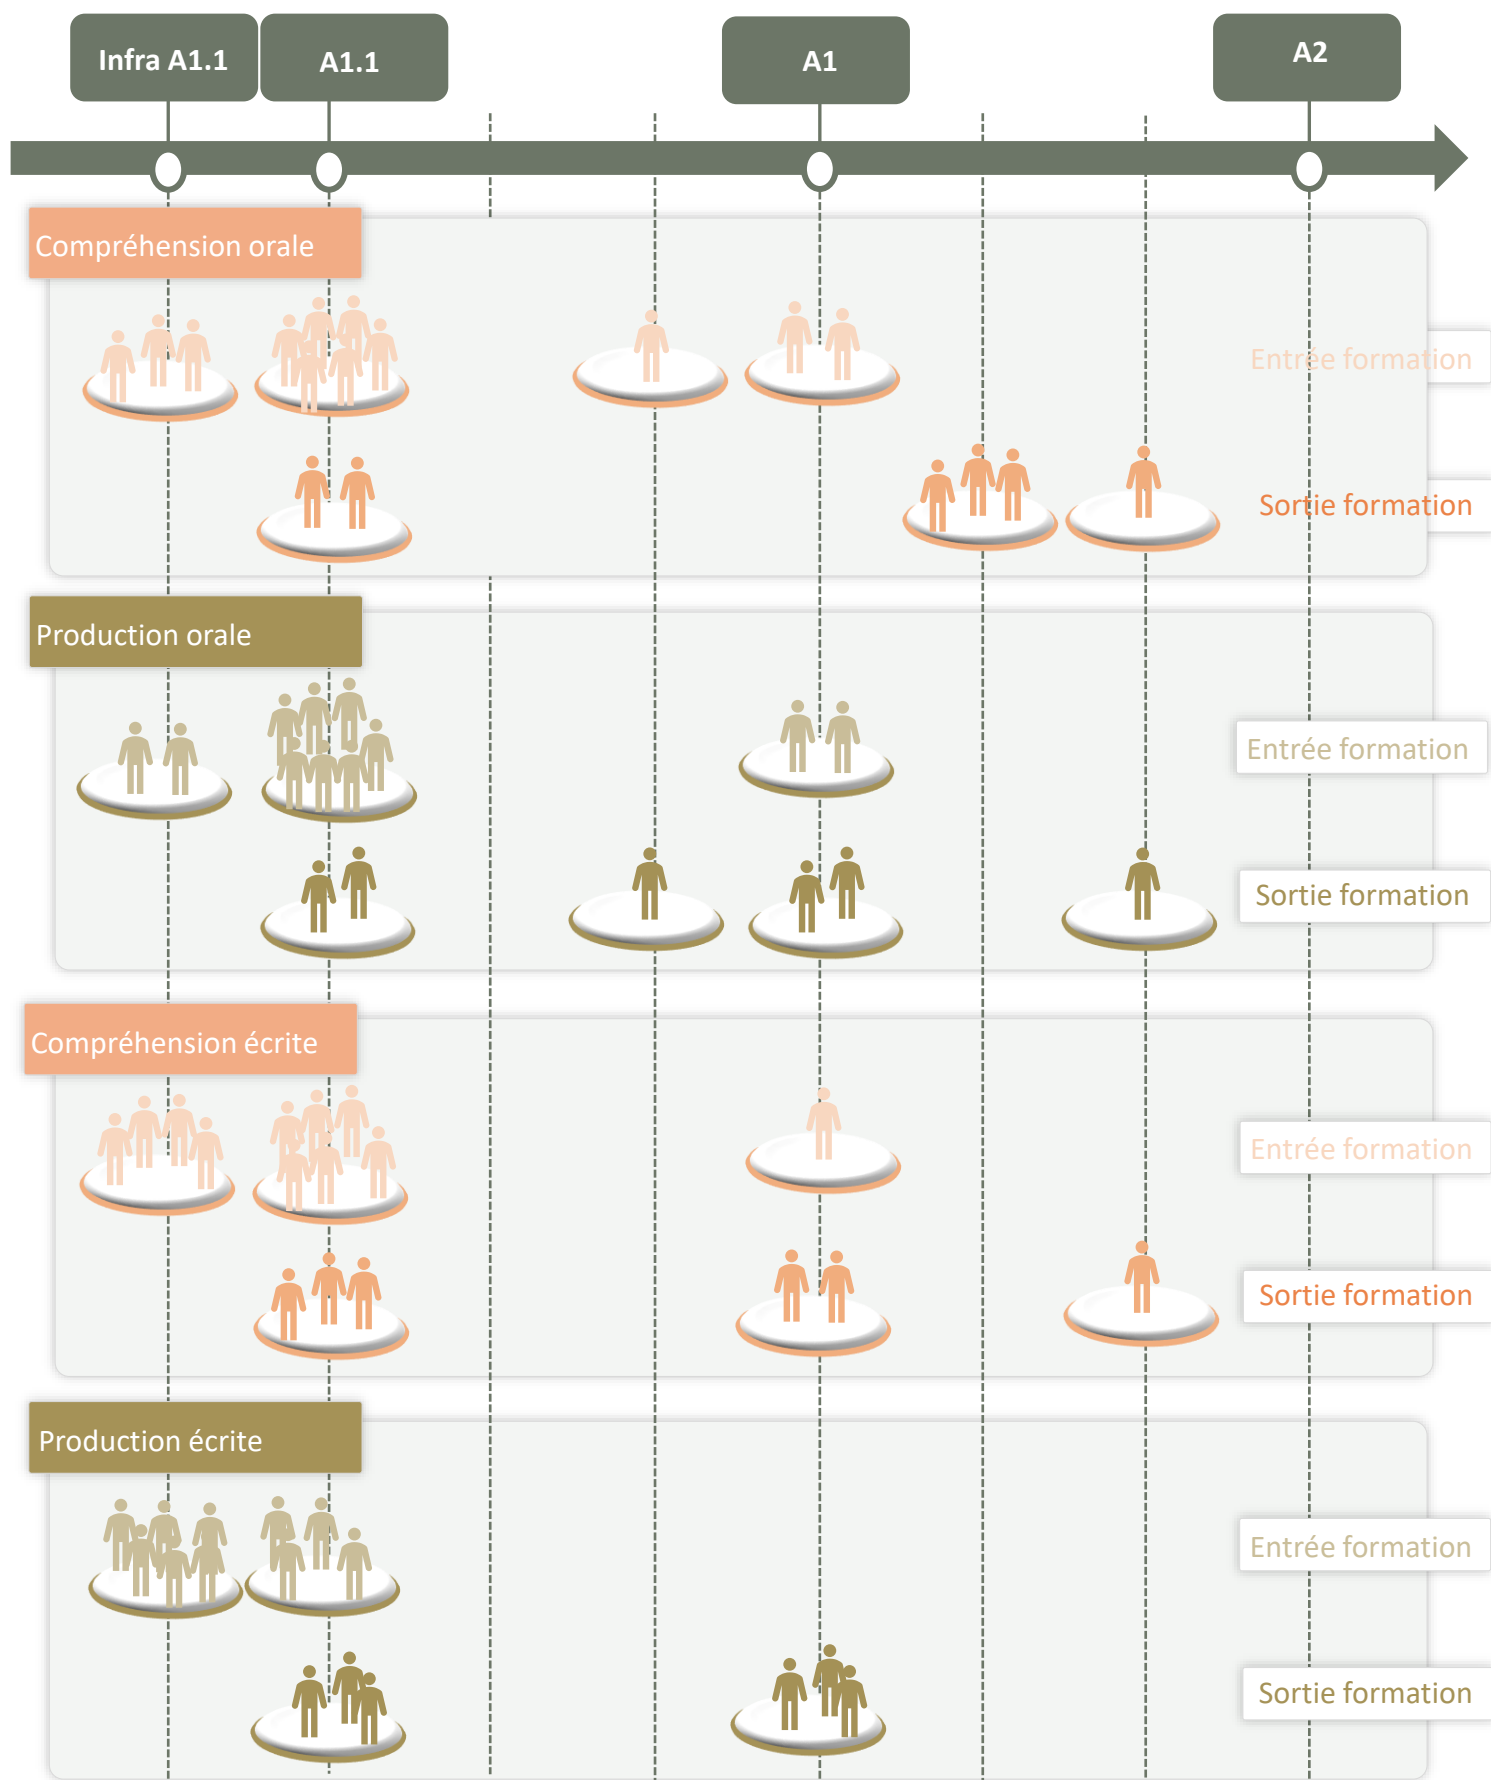 Infra A1.1
A1.1
A1
A2
Compréhension orale
Entrée formation
Sortie formation
Production orale
Entrée formation
Sortie formation
Compréhension écrite
Entrée formation
Sortie formation
Production écrite
Entrée formation
Sortie formation